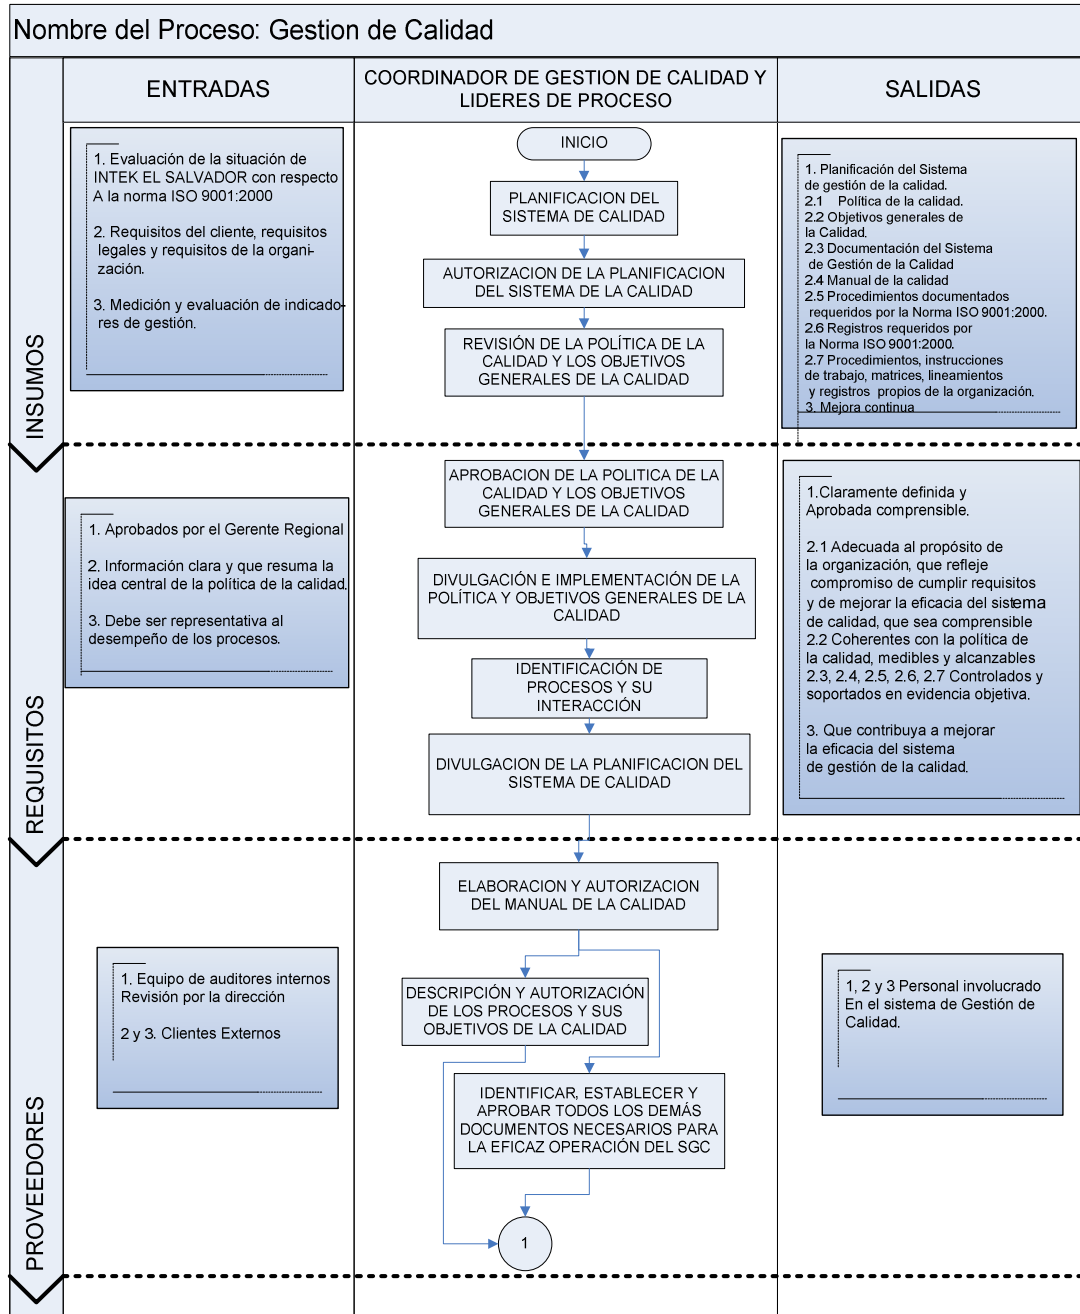 Nombre del Proceso: Gestion de Calidad
ENTRADAS
COORDINADOR DE GESTION DE CALIDAD Y
LIDERES DE PROCESO
SALIDAS
INSUMOS
1. Evaluación de la situación de
INTEK EL SALVADOR con respecto
A la norma ISO 9001:2000
2. Requisitos del cliente, requisitos
legales y requisitos de la organi-
zación.
3. Medición y evaluación de indicado-
res de gestión.
INICIO
PLANIFICACION DEL
SISTEMA DE CALIDAD
AUTORIZACION DE LA PLANIFICACION
DEL SISTEMA DE LA CALIDAD
REVISIÓN DE LA POLÍTICA DE LA
CALIDAD Y LOS OBJETIVOS
GENERALES DE LA CALIDAD
1. Planificación del Sistema
de gestión de la calidad.
2.1 Política de la calidad.
2.2 Objetivos generales de
la Calidad.
2.3 Documentación del Sistema
de Gestión de la Calidad
2.4 Manual de la calidad
2.5 Procedimientos documentados
requeridos por la Norma ISO 9001:2000.
2.6 Registros requeridos por
la Norma ISO 9001:2000.
2.7 Procedimientos, instrucciones
de trabajo, matrices, lineamientos
y registros propios de la organización.
3. Mejora continua
REQUISITOS
1. Aprobados por el Gerente Regional
2. Información clara y que resuma la
idea central de la política de la calidad.
3. Debe ser representativa al
desempeño de los procesos.
APROBACION DE LA POLITICA DE LA
CALIDAD Y LOS OBJETIVOS
GENERALES DE LA CALIDAD
DIVULGACIÓN E IMPLEMENTACIÓN DE LA
POLÍTICA Y OBJETIVOS GENERALES DE LA
CALIDAD
IDENTIFICACIÓN DE
PROCESOS Y SU
INTERACCIÓN
DIVULGACION DE LA PLANIFICACION DEL
SISTEMA DE CALIDAD
1.Claramente definida y
Aprobada comprensible.
2.1 Adecuada al propósito de
la organización, que refleje
compromiso de cumplir requisitos
y de mejorar la eficacia del sistema
de calidad, que sea comprensible
2.2 Coherentes con la política de
la calidad, medibles y alcanzables
2.3, 2.4, 2.5, 2.6, 2.7 Controlados y
soportados en evidencia objetiva.
3. Que contribuya a mejorar
la eficacia del sistema
de gestión de la calidad.
PROVEEDORES
1. Equipo de auditores internos
Revisión por la dirección
2 y 3. Clientes Externos
ELABORACION Y AUTORIZACION
DEL MANUAL DE LA CALIDAD
DESCRIPCIÓN Y AUTORIZACIÓN
DE LOS PROCESOS Y SUS
OBJETIVOS DE LA CALIDAD
IDENTIFICAR, ESTABLECER Y
APROBAR TODOS LOS DEMÁS
DOCUMENTOS NECESARIOS PARA
LA EFICAZ OPERACIÓN DEL SGC
1
1, 2 y 3 Personal involucrado
En el sistema de Gestión de
Calidad.